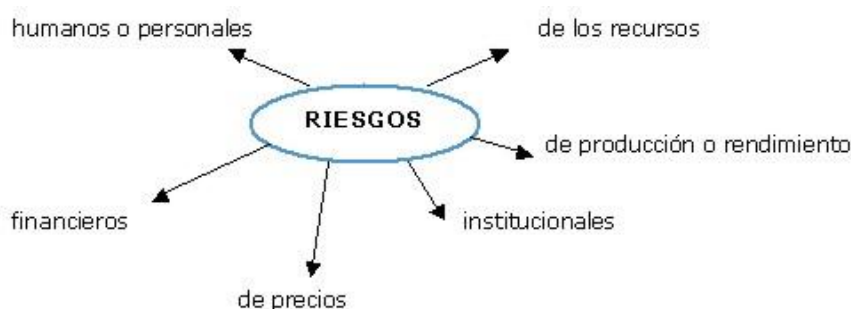 humanos o personales
de los recursos
RIESGOS
de producción o rendimiento
financieros
institucionales
de precios